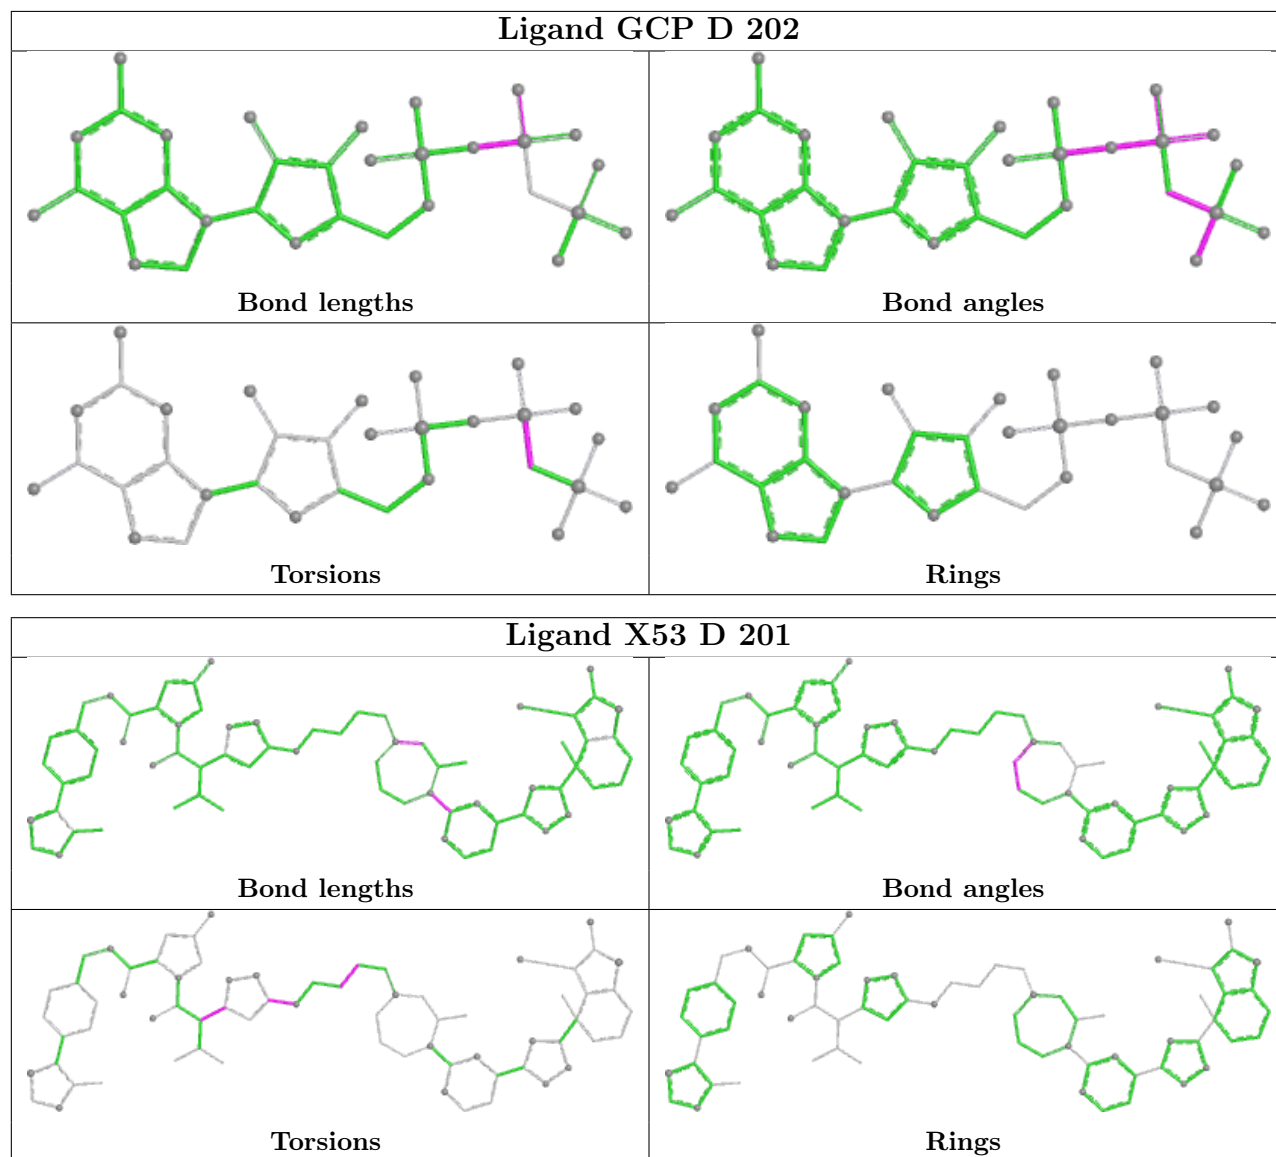 Ligand GCP D 202
Bond lengths
Bond angles
Torsions
Rings
Ligand X53 D 201
Bond lengths
Bond angles
Torsions
Rings